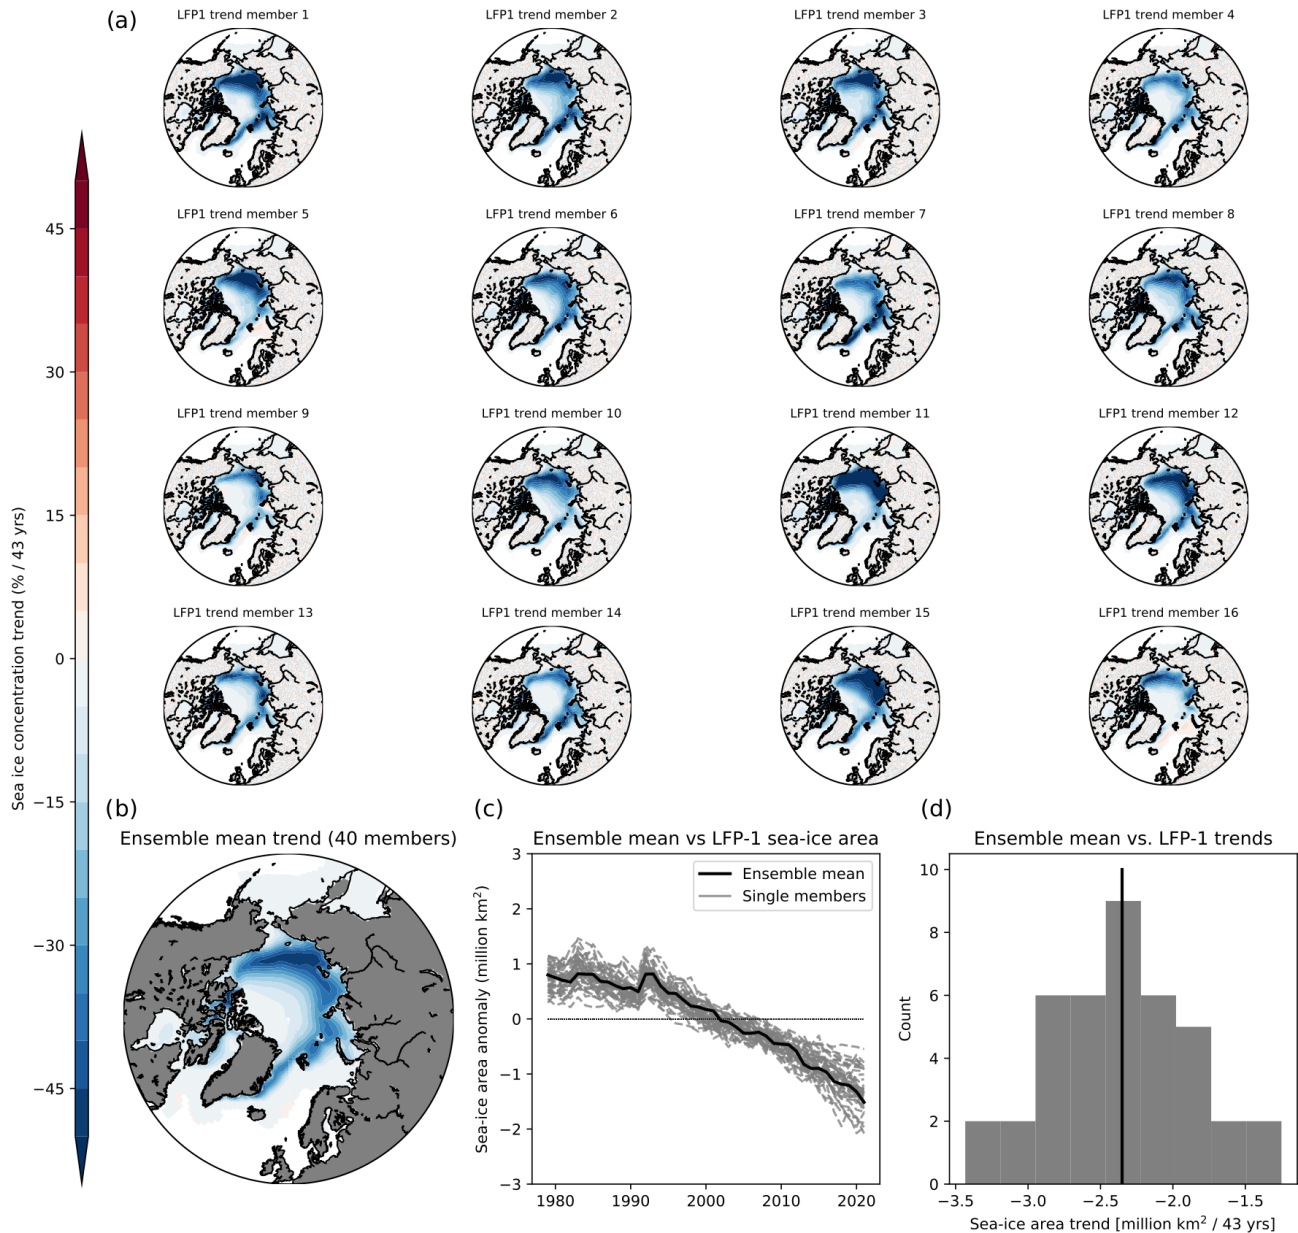 (a)
LFP1 trend member 1
LFP1 trend member 2
LFP1 trend member 3
LFP1 trend member 4
LFP1 trend member 5
LFP1 trend member 6
LFP1 trend member 7
LFP1 trend member 8
LFP1 trend member 9
LFP1 trend member 10
LFP1 trend member 11
LFP1 trend member 12
LFP1 trend member 13
LFP1 trend member 14
LFP1 trend member 15
LFP1 trend member 16
Sea ice concentration trend (% / 43 yrs)
45
30
15
0
−15
−30
−45
(b)
Ensemble mean trend (40 members)
(c)
Ensemble mean vs LFP-1 sea-ice area
Ensemble mean
Single members
Sea-ice area anomaly (million km²)
3
2
1
0
−1
−2
−3
1980
1990
2000
2010
2020
(d)
Ensemble mean vs. LFP-1 trends
Count
10
8
6
4
2
0
−3.5
−3.0
−2.5
−2.0
−1.5
Sea-ice area trend [million km² / 43 yrs]